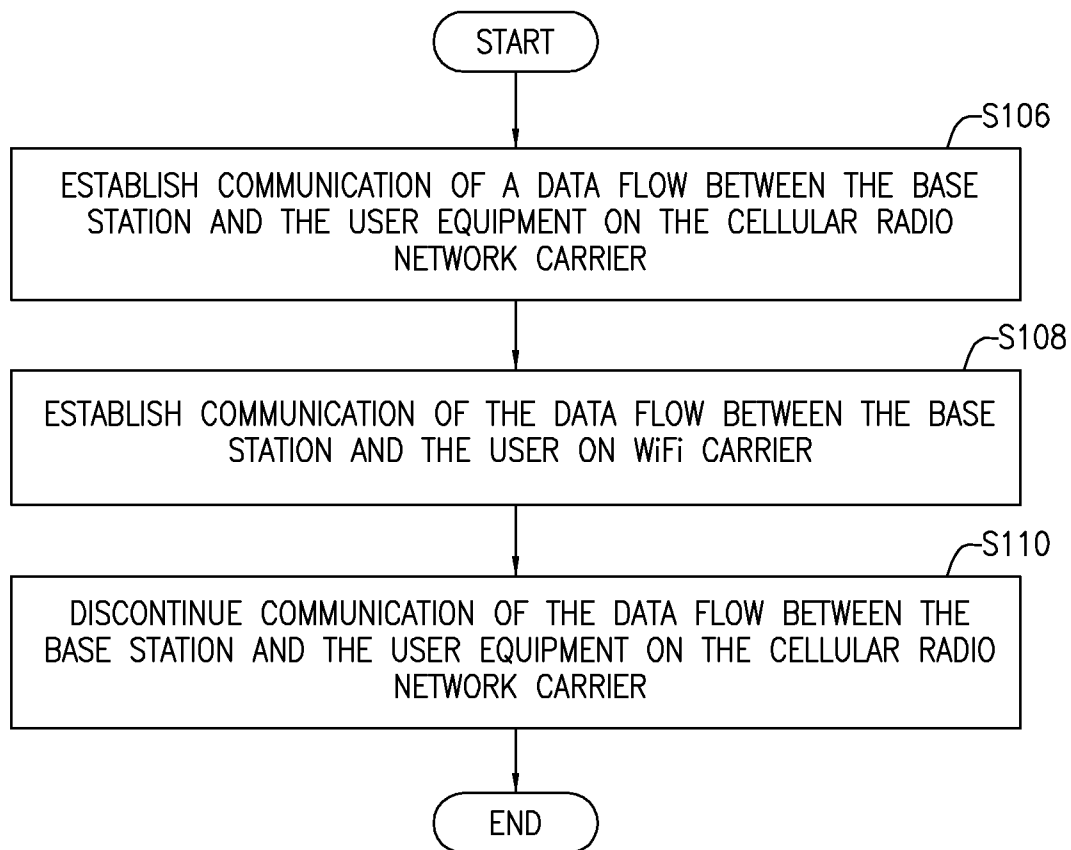 START
S106
ESTABLISH COMMUNICATION OF A DATA FLOW BETWEEN THE BASE
STATION AND THE USER EQUIPMENT ON THE CELLULAR RADIO
NETWORK CARRIER
S108
ESTABLISH COMMUNICATION OF THE DATA FLOW BETWEEN THE BASE
STATION AND THE USER ON WiFi CARRIER
S110
DISCONTINUE COMMUNICATION OF THE DATA FLOW BETWEEN THE
BASE STATION AND THE USER EQUIPMENT ON THE CELLULAR RADIO
NETWORK CARRIER
END